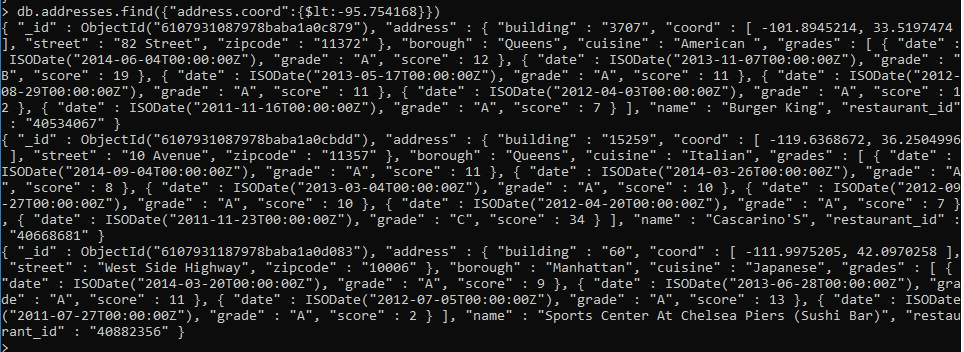 > db.addresses.find({"address.coord":{$lt:-95.754168}})
{ "_id" : ObjectId("6107931087978baba1a0c879"), "address" : { "building" : "3707", "coord" : [ -101.8945214, 33.5197474
], "street" : "82 Street", "zipcode" : "11372" }, "borough" : "Queens", "cuisine" : "American ", "grades" : [ { "date" :
ISODate("2014-06-04T00:00:00Z"), "grade" : "A", "score" : 12 }, { "date" : ISODate("2013-11-07T00:00:00Z"), "grade" : "
B", "score" : 19 }, { "date" : ISODate("2013-05-17T00:00:00Z"), "grade" : "A", "score" : 11 }, { "date" : ISODate("2012-
08-29T00:00:00Z"), "grade" : "A", "score" : 11 }, { "date" : ISODate("2012-04-03T00:00:00Z"), "grade" : "A", "score" : 1
2 }, { "date" : ISODate("2011-11-16T00:00:00Z"), "grade" : "A", "score" : 7 } ], "name" : "Burger King", "restaurant_id"
: "40534067" }
{ "_id" : ObjectId("6107931087978baba1a0cbdd"), "address" : { "building" : "15259", "coord" : [ -119.6368672, 36.2504996
], "street" : "10 Avenue", "zipcode" : "11357" }, "borough" : "Queens", "cuisine" : "Italian", "grades" : [ { "date" :
ISODate("2014-09-04T00:00:00Z"), "grade" : "A", "score" : 11 }, { "date" : ISODate("2014-03-26T00:00:00Z"), "grade" : "A
", "score" : 8 }, { "date" : ISODate("2013-03-04T00:00:00Z"), "grade" : "A", "score" : 10 }, { "date" : ISODate("2012-09
-27T00:00:00Z"), "grade" : "A", "score" : 10 }, { "date" : ISODate("2012-04-20T00:00:00Z"), "grade" : "A", "score" : 7 }
, { "date" : ISODate("2011-11-23T00:00:00Z"), "grade" : "C", "score" : 34 } ], "name" : "Cascarino'S", "restaurant_id" :
"40668681" }
{ "_id" : ObjectId("6107931187978baba1a0d083"), "address" : { "building" : "60", "coord" : [ -111.9975205, 42.0970258 ],
"street" : "West Side Highway", "zipcode" : "10006" }, "borough" : "Manhattan", "cuisine" : "Japanese", "grades" : [ {
"date" : ISODate("2014-03-20T00:00:00Z"), "grade" : "A", "score" : 9 }, { "date" : ISODate("2013-06-28T00:00:00Z"), "gra
de" : "A", "score" : 11 }, { "date" : ISODate("2012-07-05T00:00:00Z"), "grade" : "A", "score" : 13 }, { "date" : ISODate
("2011-07-27T00:00:00Z"), "grade" : "A", "score" : 2 } ], "name" : "Sports Center At Chelsea Piers (Sushi Bar)", "restau
rant_id" : "40882356" }
>